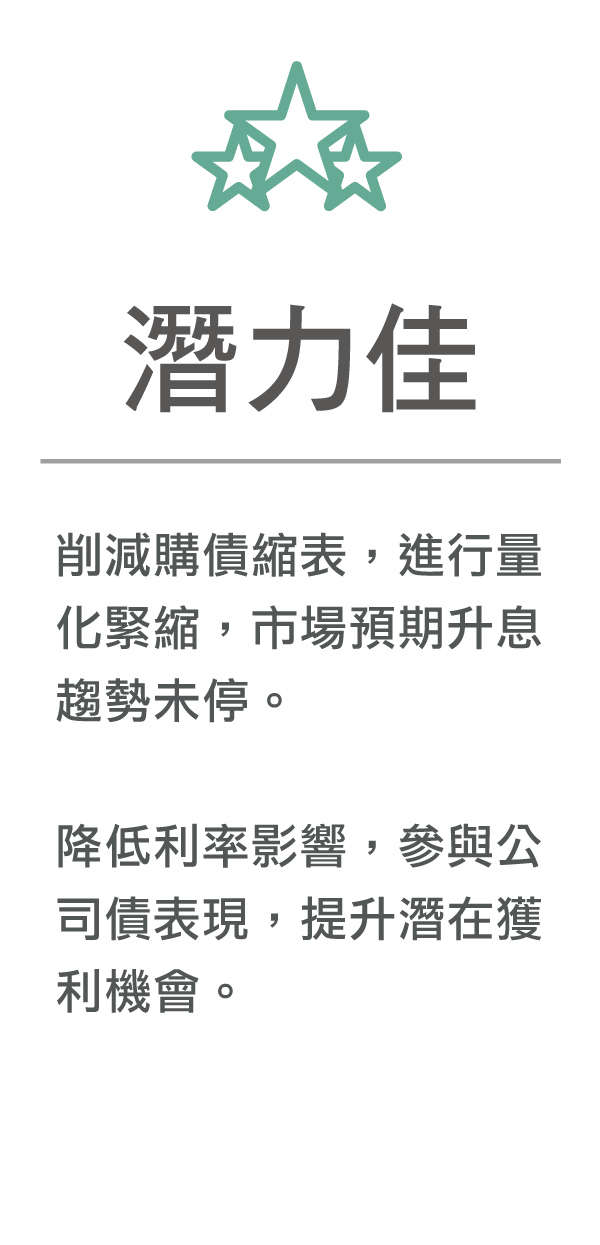 潛力佳
削減購債縮表，進行量
化緊縮，市場預期升息
趨勢未停。
降低利率影響，參與公
司債表現，提升潛在獲
利機會。